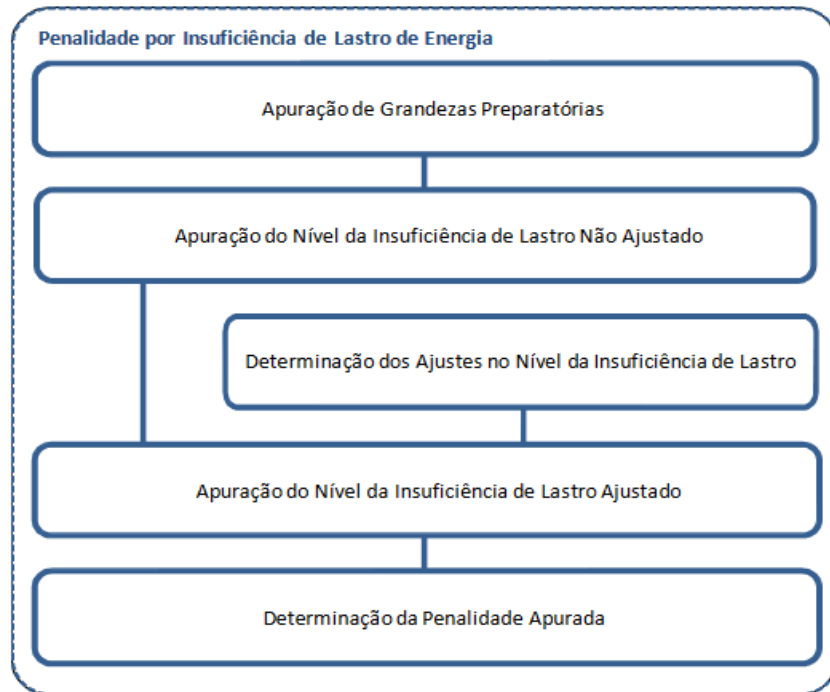 Penalidade por Insuficiência de Lastro de Energia
Apuração de Grandezas Preparatórias
Apuração do Nível da Insuficiência de Lastro Não Ajustado
Determinação dos Ajustes no Nível da Insuficiência de Lastro
Apuração do Nível da Insuficiência de Lastro Ajustado
Determinação da Penalidade Apurada